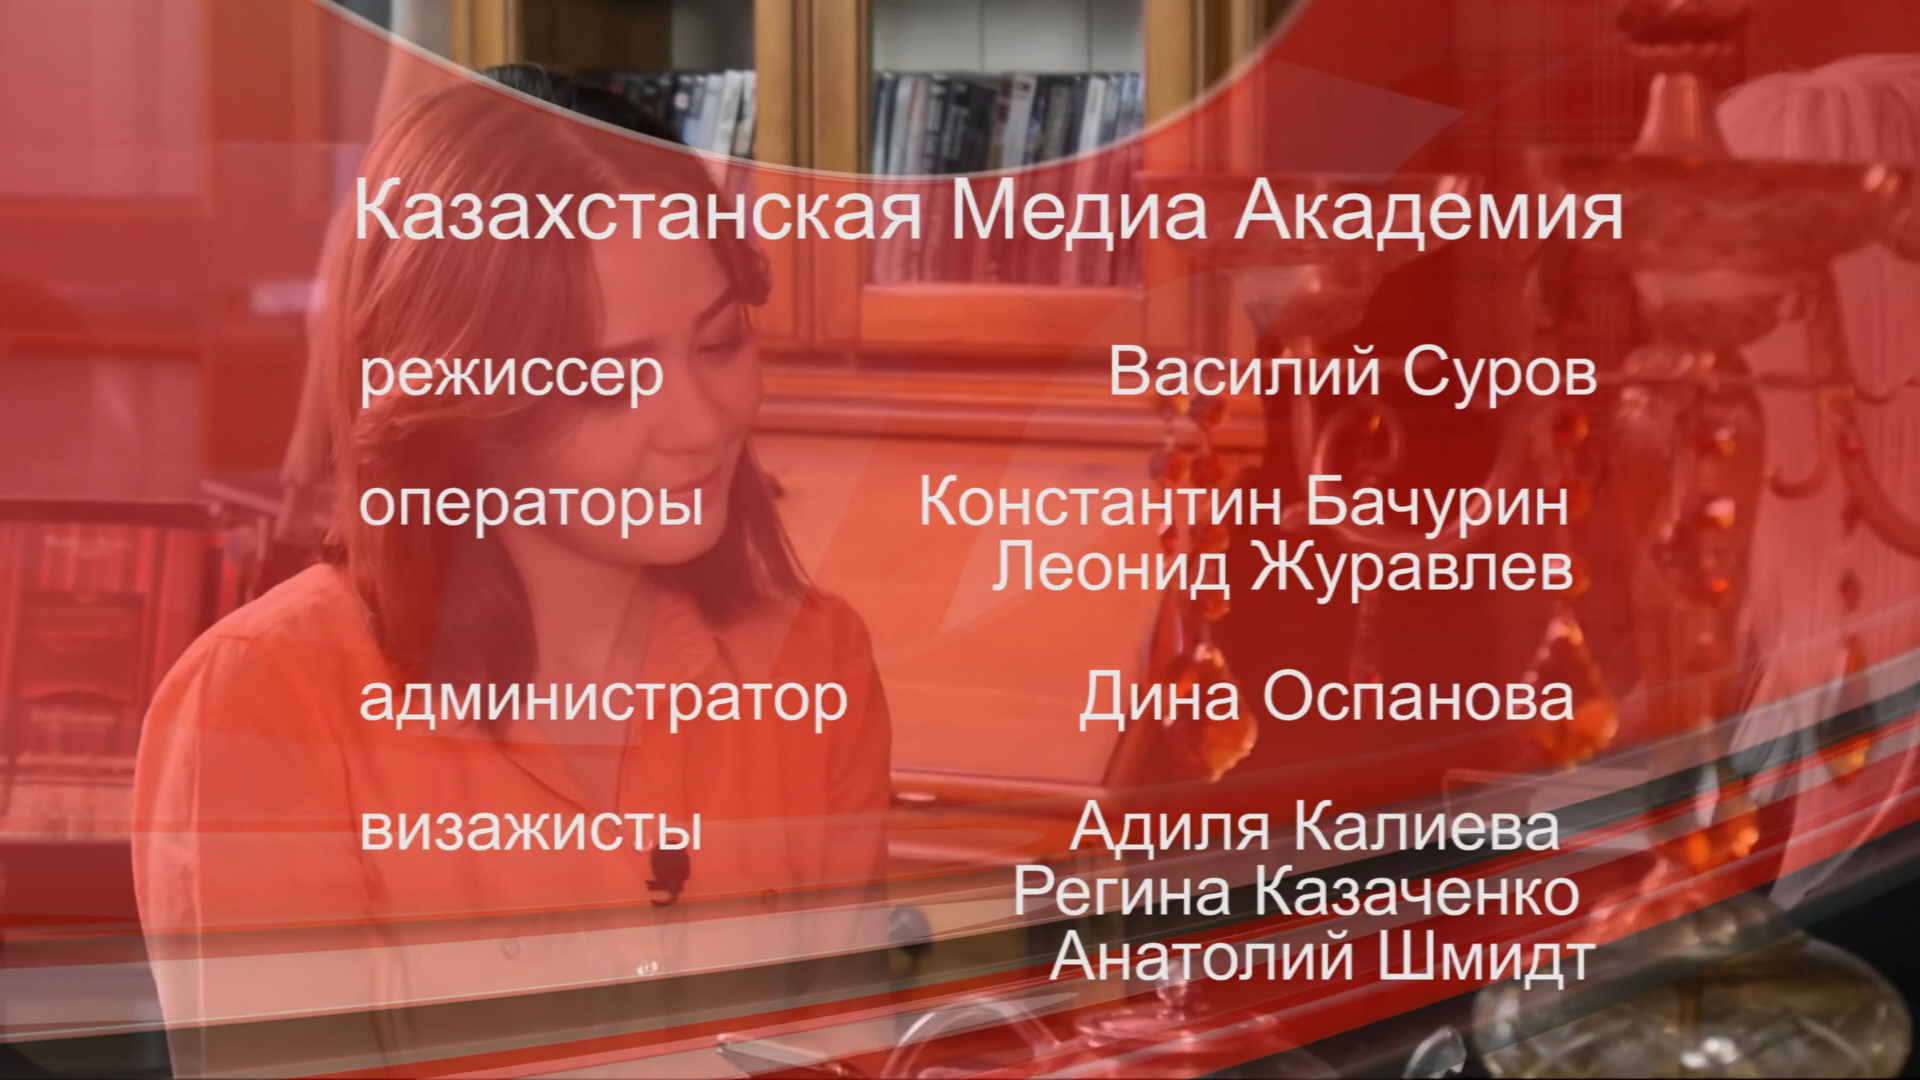 Казахстанская Медиа Академия
режиссер Василий Суров
операторы Константин Бачурин
Леонид Журавлев
администратор Дина Оспанова
визажисты Адиля Калиева
Регина Казаченко
Анатолий Шмидт